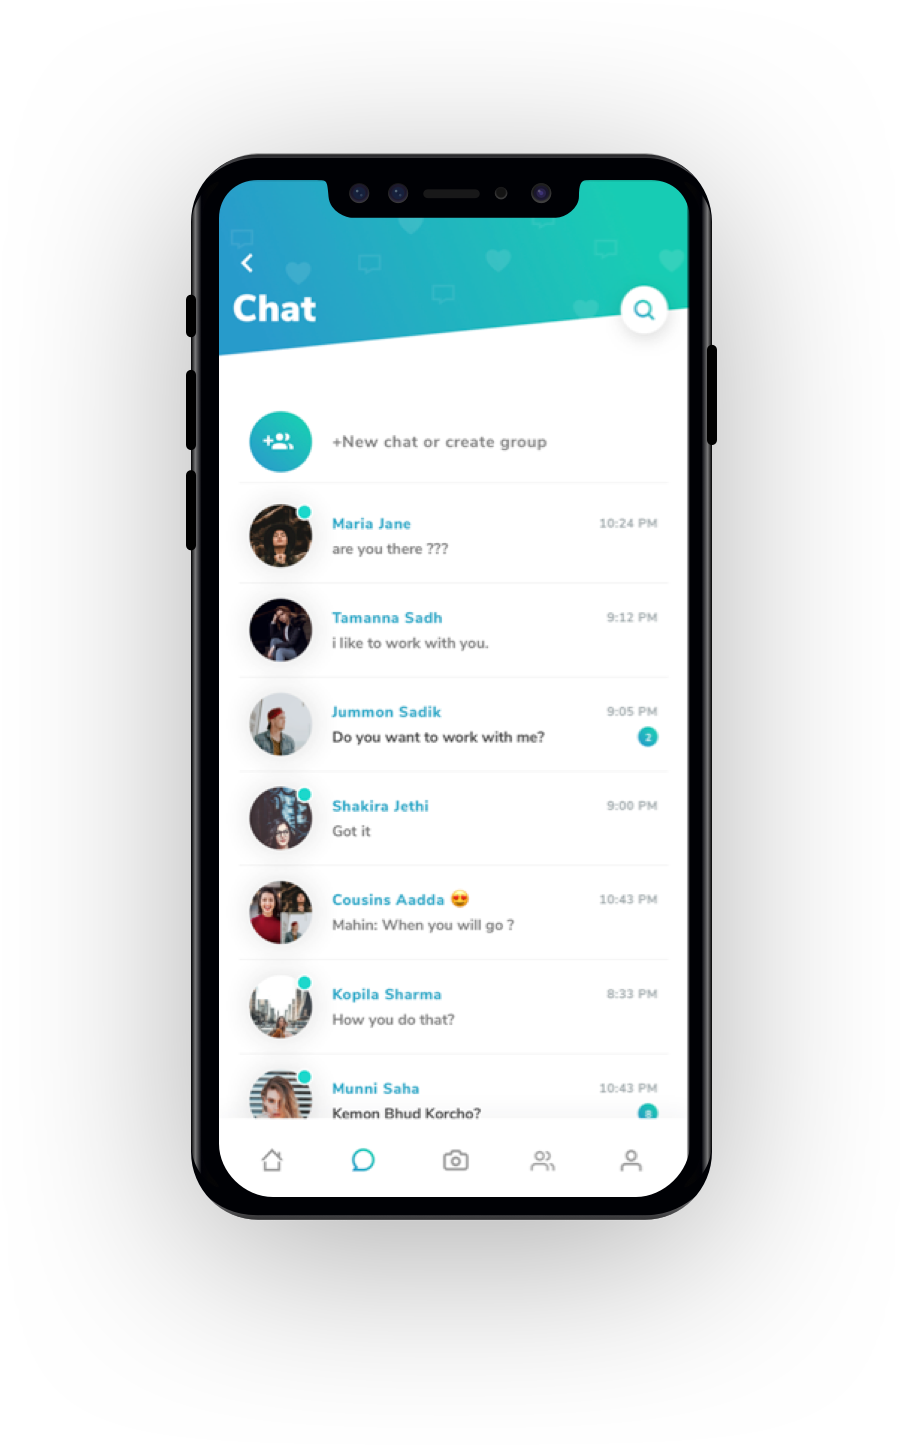 Chat
+New chat or create group
Maria Jane 10:24 PM
are you there ???
Tamanna Sadh 9:12 PM
i like to work with you.
Jummon Sadik 9:05 PM
Do you want to work with me? 2
Shakira Jethi 9:00 PM
Got it
Cousins Aadda 😍 10:43 PM
Mahin: When you will go ?
Kopila Sharma 8:33 PM
How you do that?
Munni Saha 10:43 PM
Kemon Bhud Korcho? 8